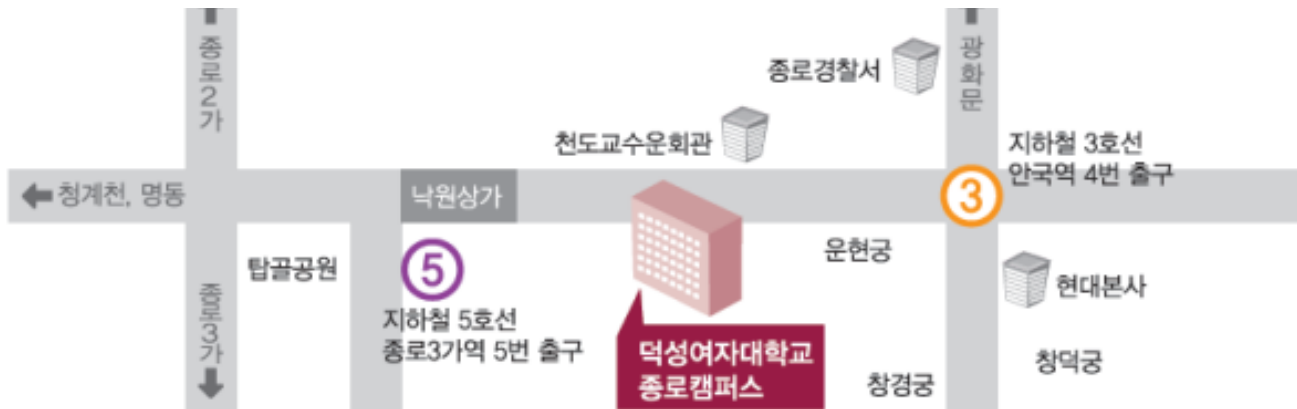 종로2가
광화문
종로경찰서
천도교수운회관
지하철 3호선
안국역 4번 출구
청계천, 명동
낙원상가
3
탑골공원
5
운현궁
현대본사
종로3가
지하철 5호선
종로3가역 5번 출구
덕성여자대학교
종로캠퍼스
창덕궁
창경궁